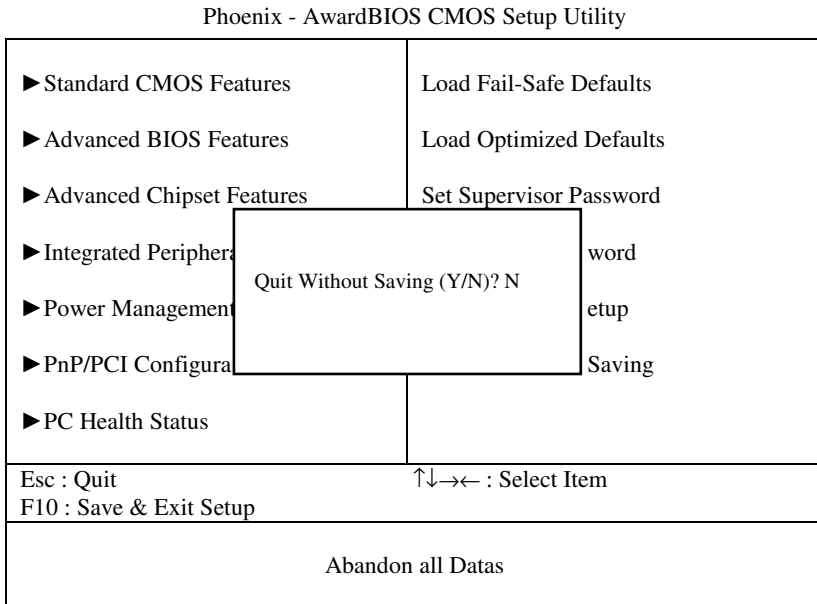 Phoenix - AwardBIOS CMOS Setup Utility
►Standard CMOS Features
►Advanced BIOS Features
►Advanced Chipset Features
►Integrated Periphera
►Power Management
►PnP/PCI Configura
►PC Health Status
Load Fail-Safe Defaults
Load Optimized Defaults
Set Supervisor Password
word
etup
Saving
Quit Without Saving (Y/N)? N
Esc : Quit
↑↓→← : Select Item
F10 : Save & Exit Setup
Abandon all Datas